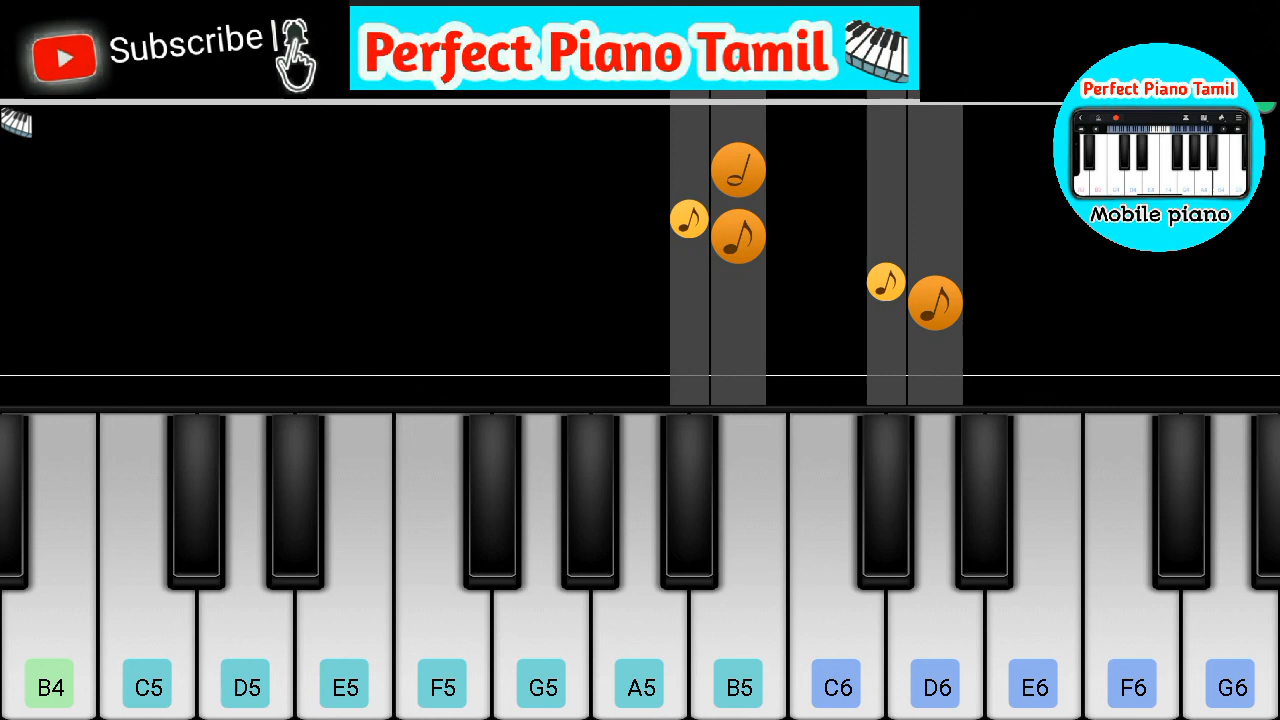 Subscribe
Perfect Piano Tamil
Perfect Piano Tamil
Mobile piano
B4 C5 D5 E5 F5 G5 A5 B5 C6 D6 E6 F6 G6